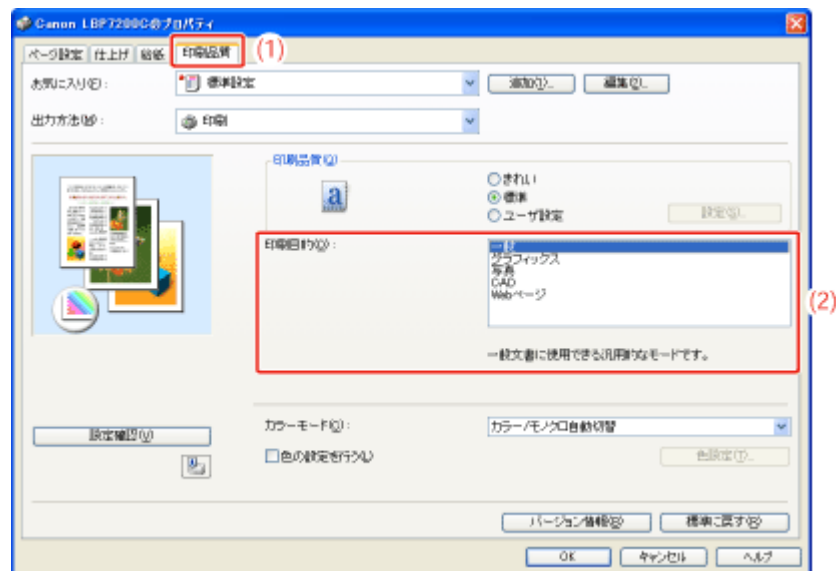 Canon LBP7200Cのプロパティ
ページ設定 仕上げ 給紙 印刷品質 (1)
お気に入り(F): 標準設定 追加(1)... 編集(2)...
出力方法(M): 印刷
印刷品質(Q)
きれい
標準
ユーザ設定 設定(S)...
印刷目的(O):
一般
グラフィックス
写真
CAD
Webページ
(2)
一般文書に使用できる汎用的なモードです。
設定確認(V)
カラーモード(C): カラー/モノクロ自動切替
色の設定を行う(L) 色設定(T)...
バージョン情報(B) 標準に戻す(R)
OK キャンセル ヘルプ